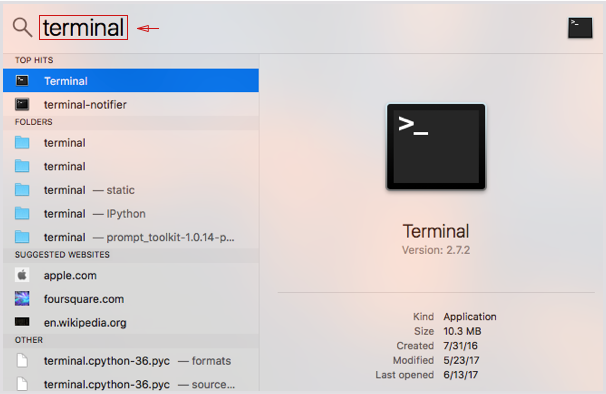 terminal
TOP HITS
Terminal
terminal-notifier
FOLDERS
terminal
terminal
terminal — static
terminal — IPython
terminal — prompt_toolkit-1.0.14-p...
SUGGESTED WEBSITES
apple.com
foursquare.com
en.wikipedia.org
OTHER
terminal.cpython-36.pyc — formats
terminal.cpython-36.pyc — source...
>_
Terminal
Version: 2.7.2
Kind Application
Size 10.3 MB
Created 7/31/16
Modified 5/23/17
Last opened 6/13/17